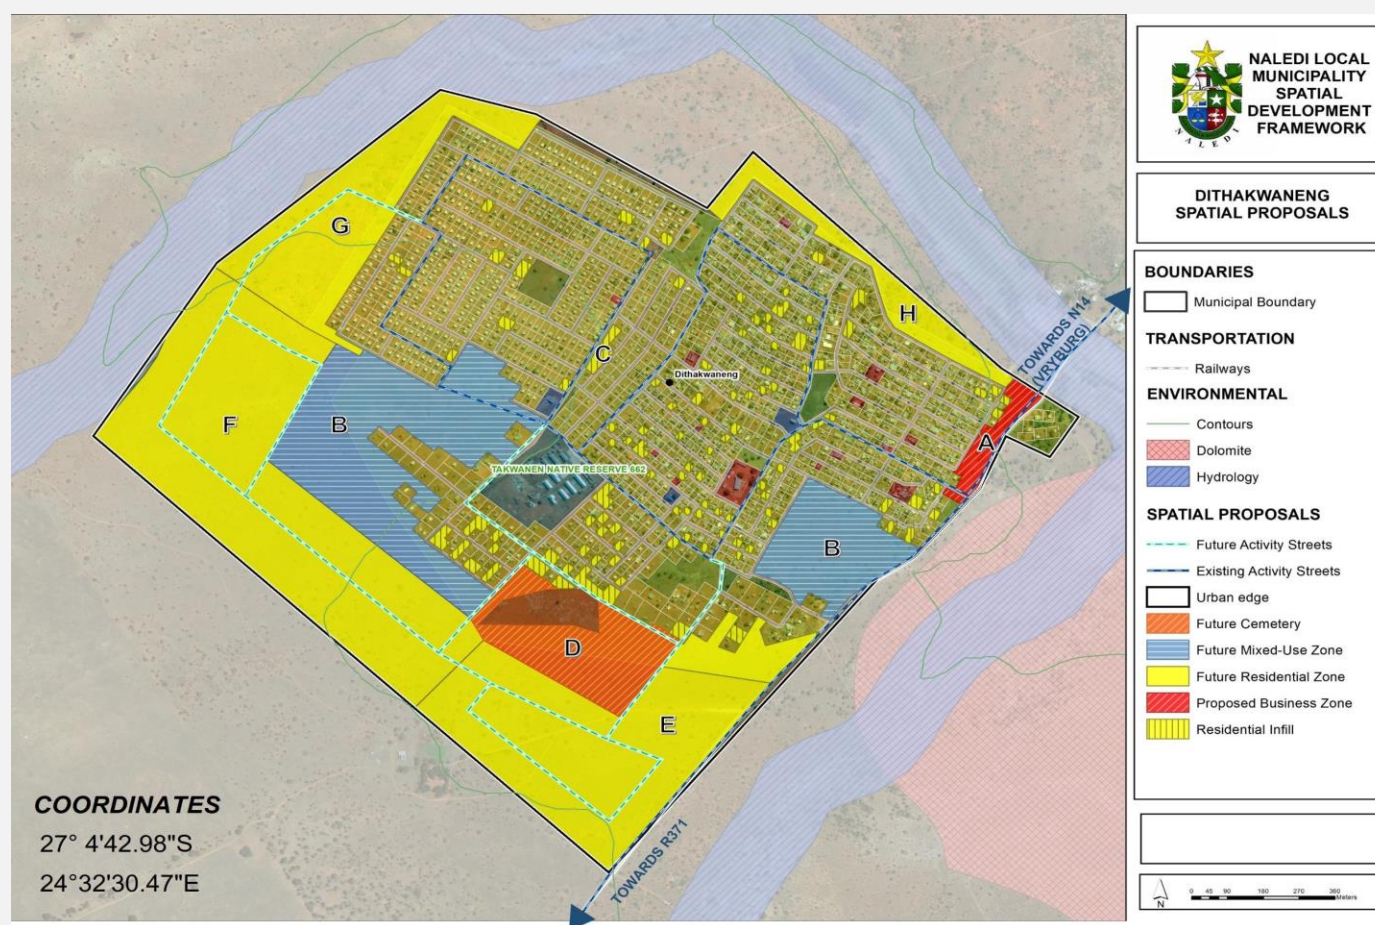 G
H
C
Dithakwaneng
F
B
A
TAKWANEN NATIVE RESERVE 662
B
D
E
TOWARDS N14
(VRYBURG)
TOWARDS R371
COORDINATES
27° 4'42.98"S
24°32'30.47"E
NALEDI
NALEDI LOCAL
MUNICIPALITY
SPATIAL
DEVELOPMENT
FRAMEWORK
DITHAKWANENG
SPATIAL PROPOSALS
BOUNDARIES
Municipal Boundary
TRANSPORTATION
Railways
ENVIRONMENTAL
Contours
Dolomite
Hydrology
SPATIAL PROPOSALS
Future Activity Streets
Existing Activity Streets
Urban edge
Future Cemetery
Future Mixed-Use Zone
Future Residential Zone
Proposed Business Zone
Residential Infill
N
0 45 90 180 270 360
Meters